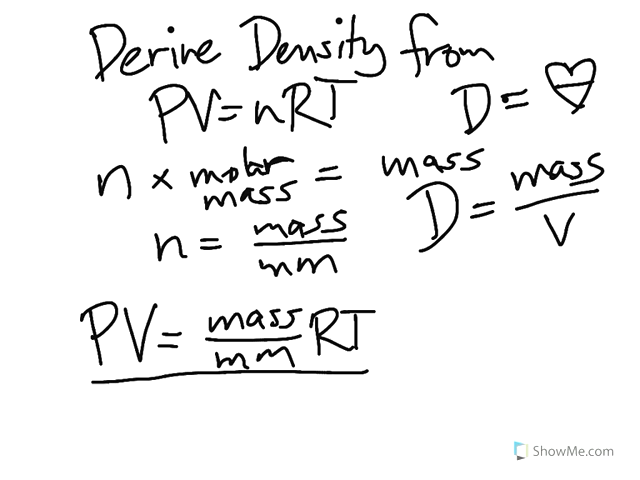 Derive Density from
PV = nRT
D = ♡
n × molar mass = mass
D = mass / V
n = mass / mm
PV = mass / mm RT
ShowMe.com